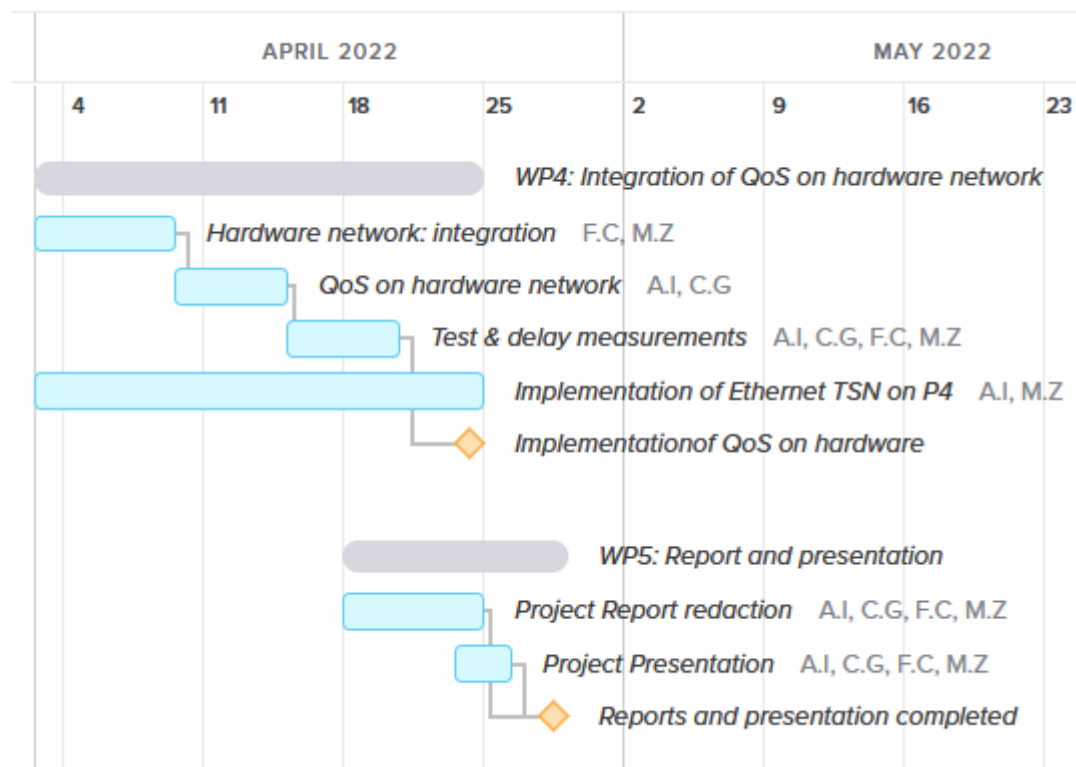 APRIL 2022 MAY 2022
4 11 18 25 2 9 16 23
WP4: Integration of QoS on hardware network
Hardware network: integration F.C, M.Z
QoS on hardware network A.I, C.G
Test & delay measurements A.I, C.G, F.C, M.Z
Implementation of Ethernet TSN on P4 A.I, M.Z
Implementationof QoS on hardware
WP5: Report and presentation
Project Report redaction A.I, C.G, F.C, M.Z
Project Presentation A.I, C.G, F.C, M.Z
Reports and presentation completed